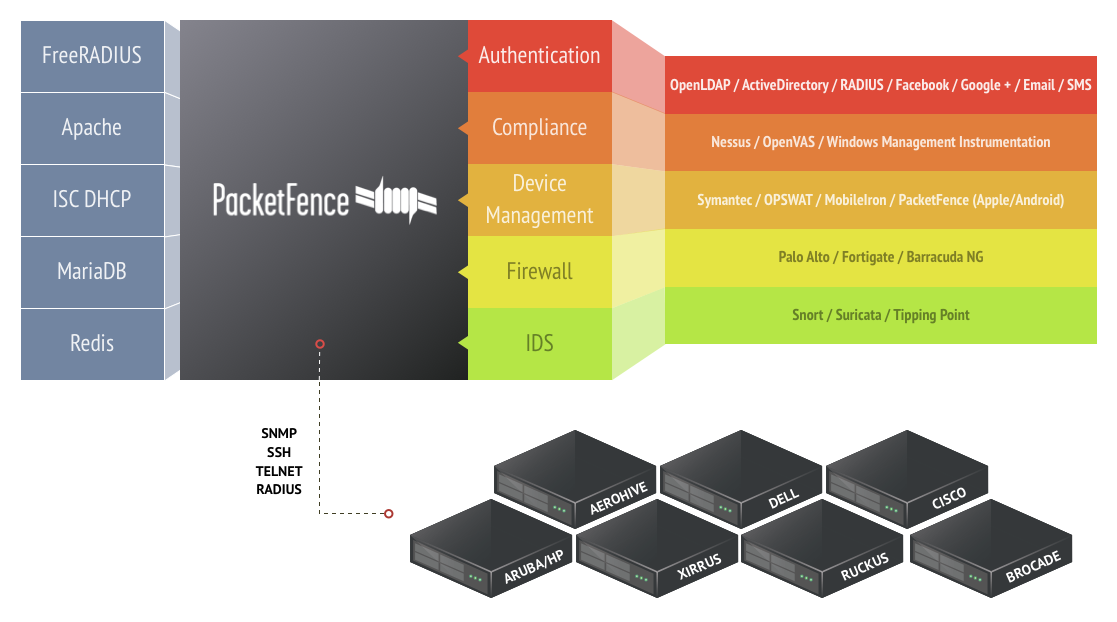 FreeRADIUS
Apache
ISC DHCP
MariaDB
Redis
PacketFence
Authentication
Compliance
Device
Management
Firewall
IDS
OpenLDAP / ActiveDirectory / RADIUS / Facebook / Google + / Email / SMS
Nessus / OpenVAS / Windows Management Instrumentation
Symantec / OPSWAT / MobileIron / PacketFence (Apple/Android)
Palo Alto / Fortigate / Barracuda NG
Snort / Suricata / Tipping Point
SNMP
SSH
TELNET
RADIUS
AEROHIVE
DELL
CISCO
ARUBA/HP
XIRRUS
RUCKUS
BROCADE